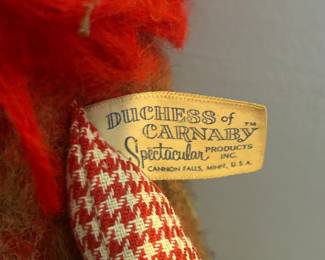 DUCHESS of
CARNABY™
Spectacular PRODUCTS
INC.
CANNON FALLS, MINN., U.S.A.